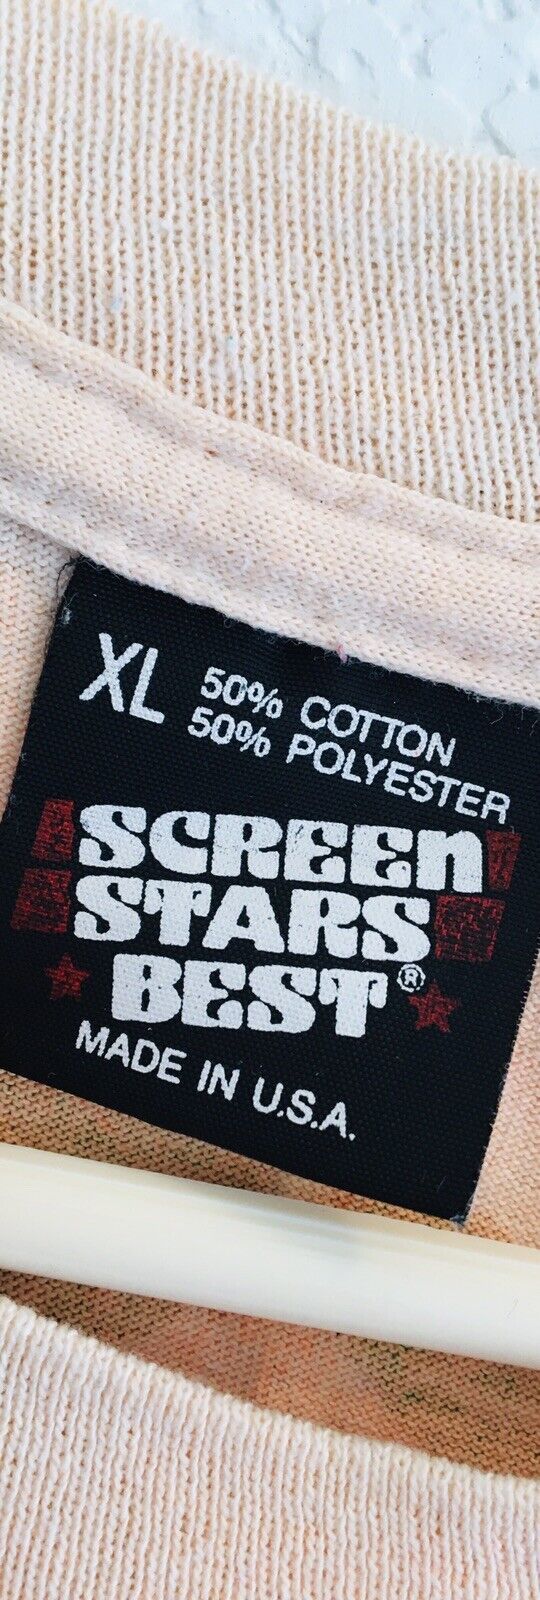 XL 50% COTTON
50% POLYESTER
SCREEN
STARS
BEST®
MADE IN U.S.A.